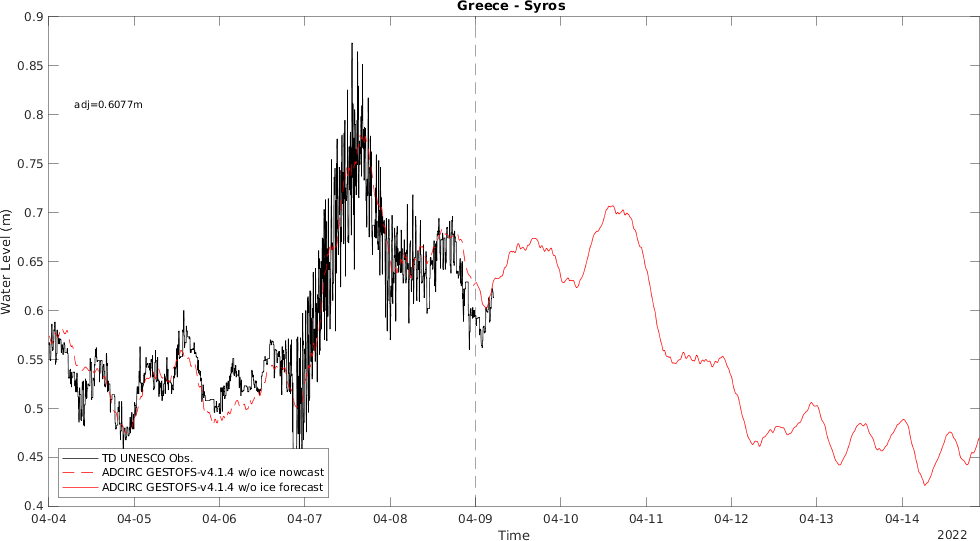 Greece - Syros
0.9
0.85
0.8
0.75
0.7
0.65
0.6
0.55
0.5
0.45
0.4
Water Level (m)
adj=0.6077m
TD UNESCO Obs.
ADCIRC GESTOFS-v4.1.4 w/o ice nowcast
ADCIRC GESTOFS-v4.1.4 w/o ice forecast
04-04 04-05 04-06 04-07 04-08 04-09 04-10 04-11 04-12 04-13 04-14
Time
2022